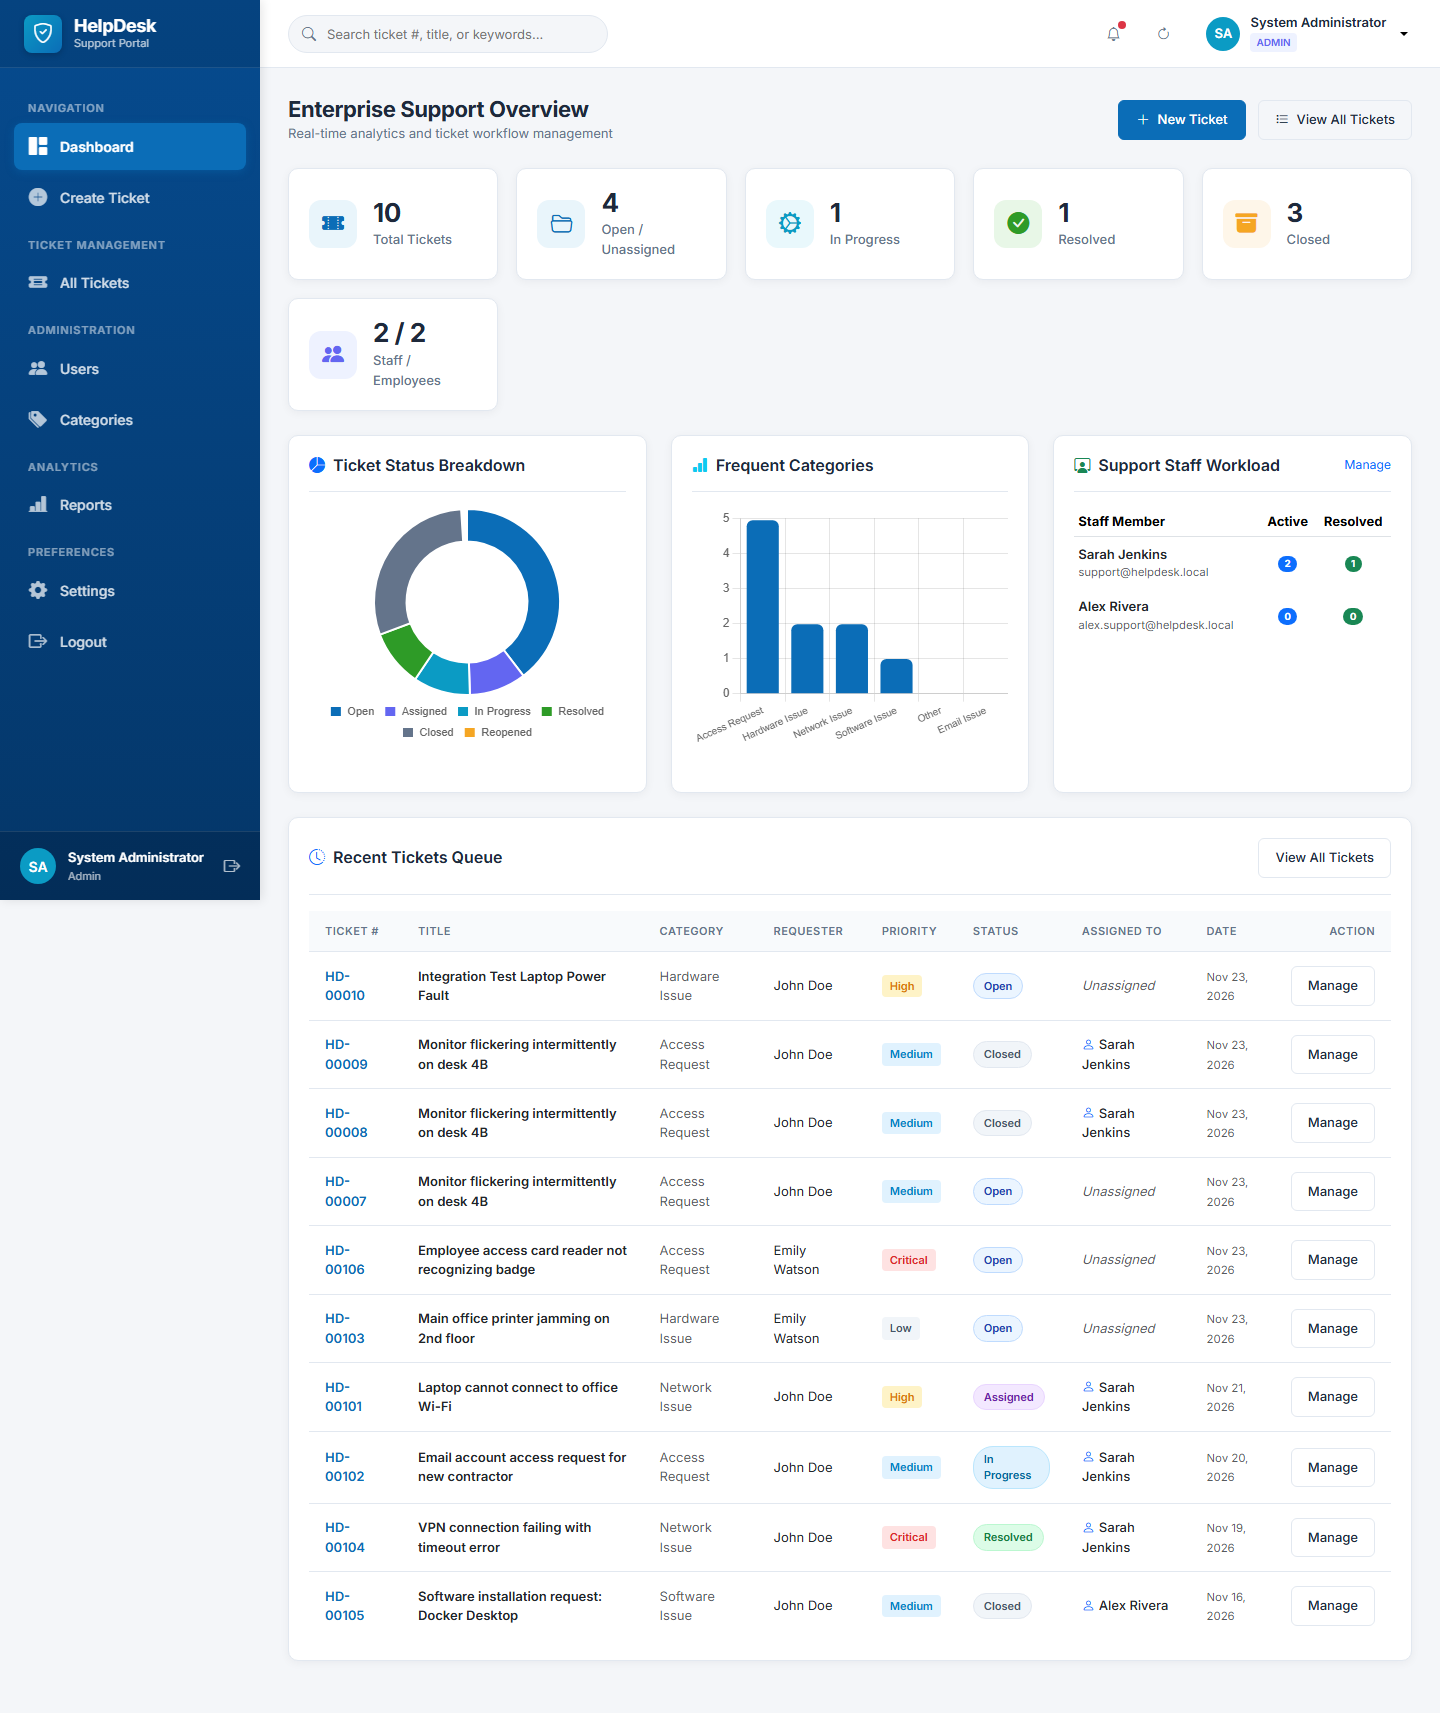 HelpDesk
Support Portal
NAVIGATION
Dashboard
Create Ticket
TICKET MANAGEMENT
All Tickets
ADMINISTRATION
Users
Categories
ANALYTICS
Reports
PREFERENCES
Settings
Logout
SA
System Administrator
Admin
Search ticket #, title, or keywords...
SA
System Administrator
ADMIN
Enterprise Support Overview
Real-time analytics and ticket workflow management
New Ticket
View All Tickets
10
Total Tickets
4
Open /
Unassigned
1
In Progress
1
Resolved
3
Closed
2 / 2
Staff /
Employees
Ticket Status Breakdown
Open Assigned In Progress Resolved
Closed Reopened
Frequent Categories
5
4
3
2
1
0
Access Request
Hardware Issue
Network Issue
Software Issue
Other
Email Issue
Support Staff Workload
Manage
Staff Member Active Resolved
Sarah Jenkins
support@helpdesk.local
2 1
Alex Rivera
alex.support@helpdesk.local
0 0
Recent Tickets Queue
View All Tickets
TICKET # TITLE CATEGORY REQUESTER PRIORITY STATUS ASSIGNED TO DATE ACTION
HD-
00010
Integration Test Laptop Power
Fault
Hardware
Issue
John Doe
High
Open
Unassigned
Nov 23,
2026
Manage
HD-
00009
Monitor flickering intermittently
on desk 4B
Access
Request
John Doe
Medium
Closed
Sarah
Jenkins
Nov 23,
2026
Manage
HD-
00008
Monitor flickering intermittently
on desk 4B
Access
Request
John Doe
Medium
Closed
Sarah
Jenkins
Nov 23,
2026
Manage
HD-
00007
Monitor flickering intermittently
on desk 4B
Access
Request
John Doe
Medium
Open
Unassigned
Nov 23,
2026
Manage
HD-
00106
Employee access card reader not
recognizing badge
Access
Request
Emily
Watson
Critical
Open
Unassigned
Nov 23,
2026
Manage
HD-
00103
Main office printer jamming on
2nd floor
Hardware
Issue
Emily
Watson
Low
Open
Unassigned
Nov 23,
2026
Manage
HD-
00101
Laptop cannot connect to office
Wi-Fi
Network
Issue
John Doe
High
Assigned
Sarah
Jenkins
Nov 21,
2026
Manage
HD-
00102
Email account access request for
new contractor
Access
Request
John Doe
Medium
In
Progress
Sarah
Jenkins
Nov 20,
2026
Manage
HD-
00104
VPN connection failing with
timeout error
Network
Issue
John Doe
Critical
Resolved
Sarah
Jenkins
Nov 19,
2026
Manage
HD-
00105
Software installation request:
Docker Desktop
Software
Issue
John Doe
Medium
Closed
Alex Rivera
Nov 16,
2026
Manage